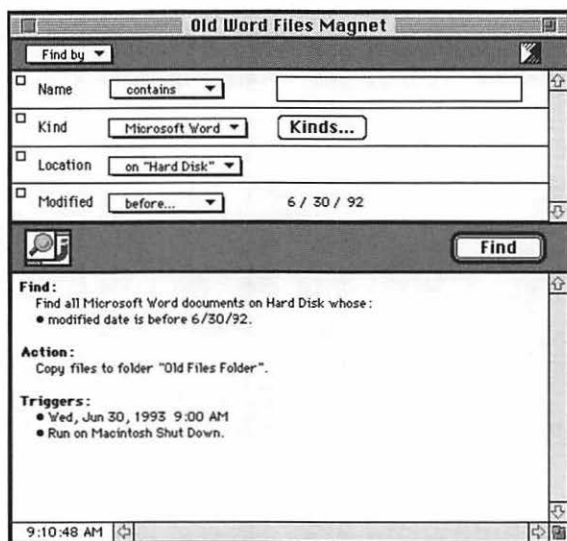 Old Word Files Magnet
Find by
Name contains
Kind Microsoft Word Kinds...
Location on "Hard Disk"
Modified before... 6 / 30 / 92
Find
Find:
Find all Microsoft Word documents on Hard Disk whose:
• modified date is before 6/30/92.
Action:
Copy files to folder "Old Files Folder".
Triggers:
• Wed, Jun 30, 1993 9:00 AM
• Run on Macintosh Shut Down.
9:10:48 AM